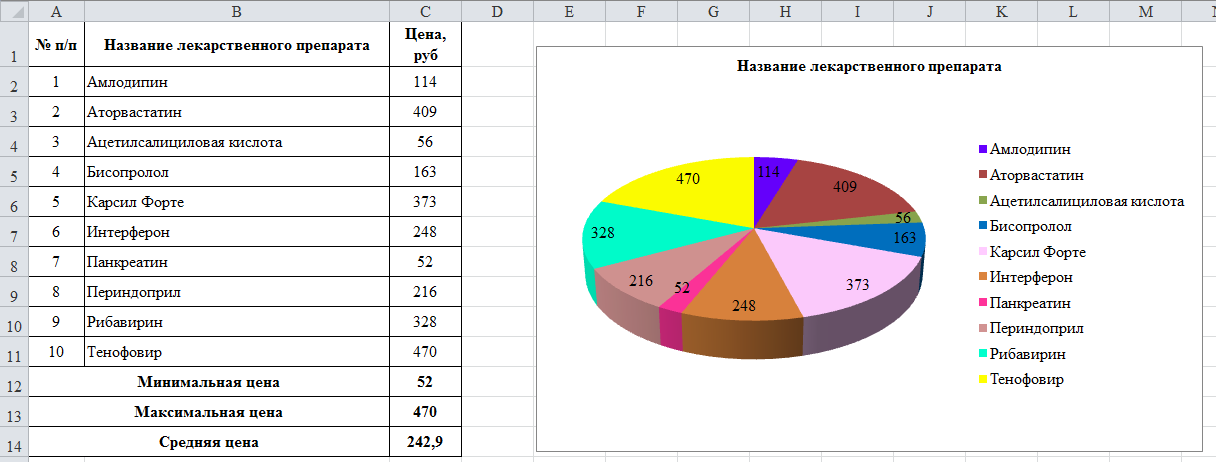 A B C D E F G H I J K L M
1 № п/п Название лекарственного препарата Цена,
руб
2 1 Амлодипин 114
3 2 Аторвастатин 409
4 3 Ацетилсалициловая кислота 56
5 4 Бисопролол 163
6 5 Карсил Форте 373
7 6 Интерферон 248
8 7 Панкреатин 52
9 8 Периндоприл 216
10 9 Рибавирин 328
11 10 Тенофовир 470
12 Минимальная цена 52
13 Максимальная цена 470
14 Средняя цена 242,9
Название лекарственного препарата
114
409
56
163
373
248
52
216
328
470
Амлодипин
Аторвастатин
Ацетилсалициловая кислота
Бисопролол
Карсил Форте
Интерферон
Панкреатин
Периндоприл
Рибавирин
Тенофовир